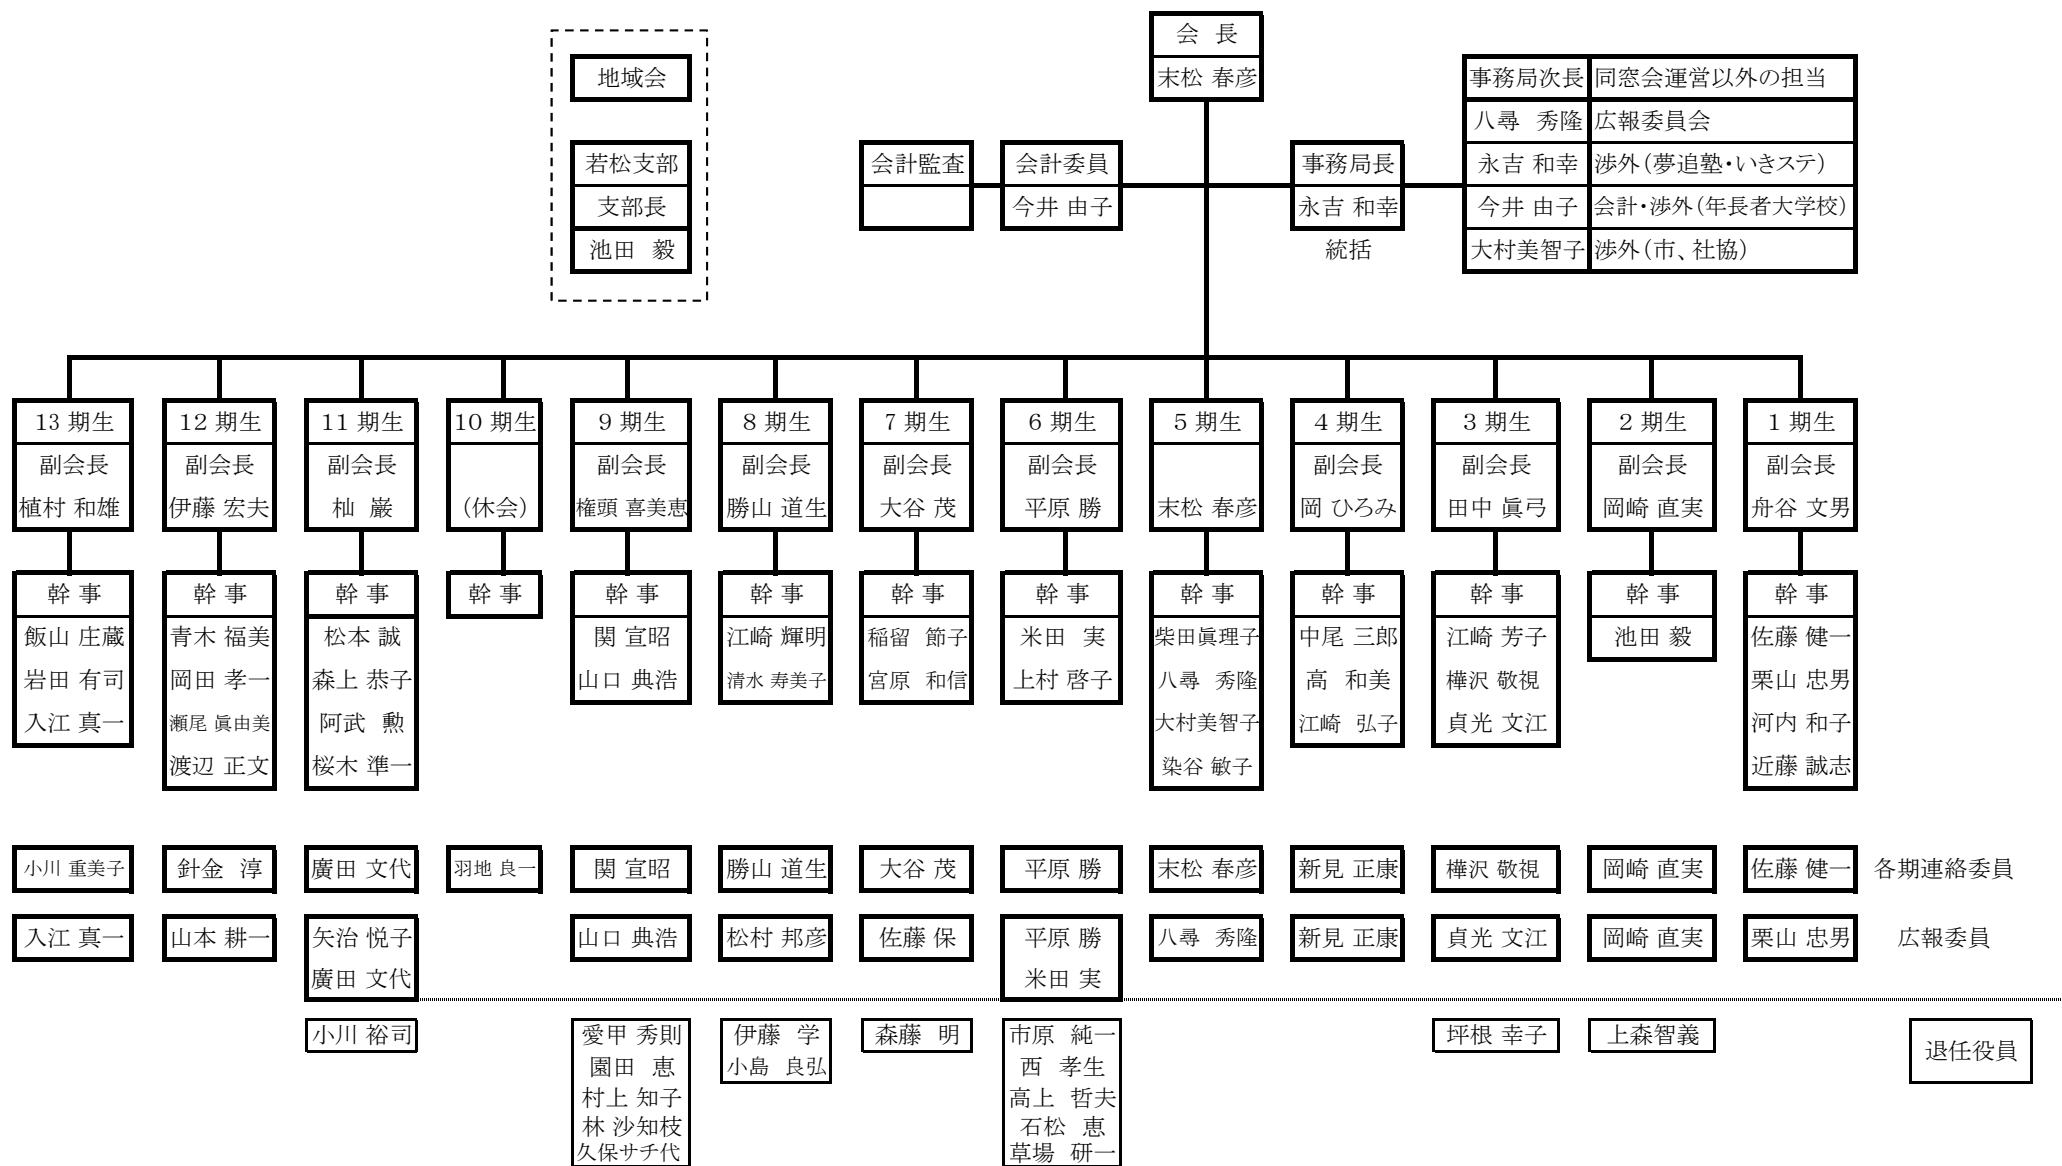 会 長
末松 春彦
地域会
若松支部
支部長
池田 毅
会計監査
会計委員
今井 由子
事務局長
永吉 和幸
統括
事務局次長 同窓会運営以外の担当
八尋 秀隆 広報委員会
永吉 和幸 渉外(夢追塾・いきステ)
今井 由子 会計・渉外(年長者大学校)
大村美智子 渉外(市、社協)
13 期生 12 期生 11 期生 10 期生 9 期生 8 期生 7 期生 6 期生 5 期生 4 期生 3 期生 2 期生 1 期生
副会長 副会長 副会長 副会長 副会長 副会長 副会長 副会長 副会長 副会長 副会長
植村 和雄 伊藤 宏夫 杣 巌 (休会) 権頭 喜美恵 勝山 道生 大谷 茂 平原 勝 末松 春彦 岡 ひろみ 田中 眞弓 岡崎 直実 舟谷 文男
幹 事 幹 事 幹 事 幹 事 幹 事 幹 事 幹 事 幹 事 幹 事 幹 事 幹 事 幹 事 幹 事
飯山 庄蔵 青木 福美 松本 誠 関 宣昭 江崎 輝明 稲留 節子 米田 実 柴田眞理子 中尾 三郎 江崎 芳子 池田 毅 佐藤 健一
岩田 有司 岡田 孝一 森上 恭子 山口 典浩 清水 寿美子 宮原 和信 上村 啓子 八尋 秀隆 高 和美 樺沢 敬視 栗山 忠男
入江 真一 瀬尾 眞由美 阿武 勲 大村美智子 江崎 弘子 貞光 文江 河内 和子
渡辺 正文 桜木 準一 染谷 敏子 近藤 誠志
小川 重美子 針金 淳 廣田 文代 羽地 良一 関 宣昭 勝山 道生 大谷 茂 平原 勝 末松 春彦 新見 正康 樺沢 敬視 岡崎 直実 佐藤 健一 各期連絡委員
入江 真一 山本 耕一 矢治 悦子 山口 典浩 松村 邦彦 佐藤 保 平原 勝 八尋 秀隆 新見 正康 貞光 文江 岡崎 直実 栗山 忠男 広報委員
廣田 文代 米田 実
小川 裕司 愛甲 秀則 伊藤 学 森藤 明 市原 純一 坪根 幸子 上森智義 退任役員
園田 恵 小島 良弘 西 孝生
村上 知子 高上 哲夫
林 沙知枝 石松 恵
久保サチ代 草場 研一